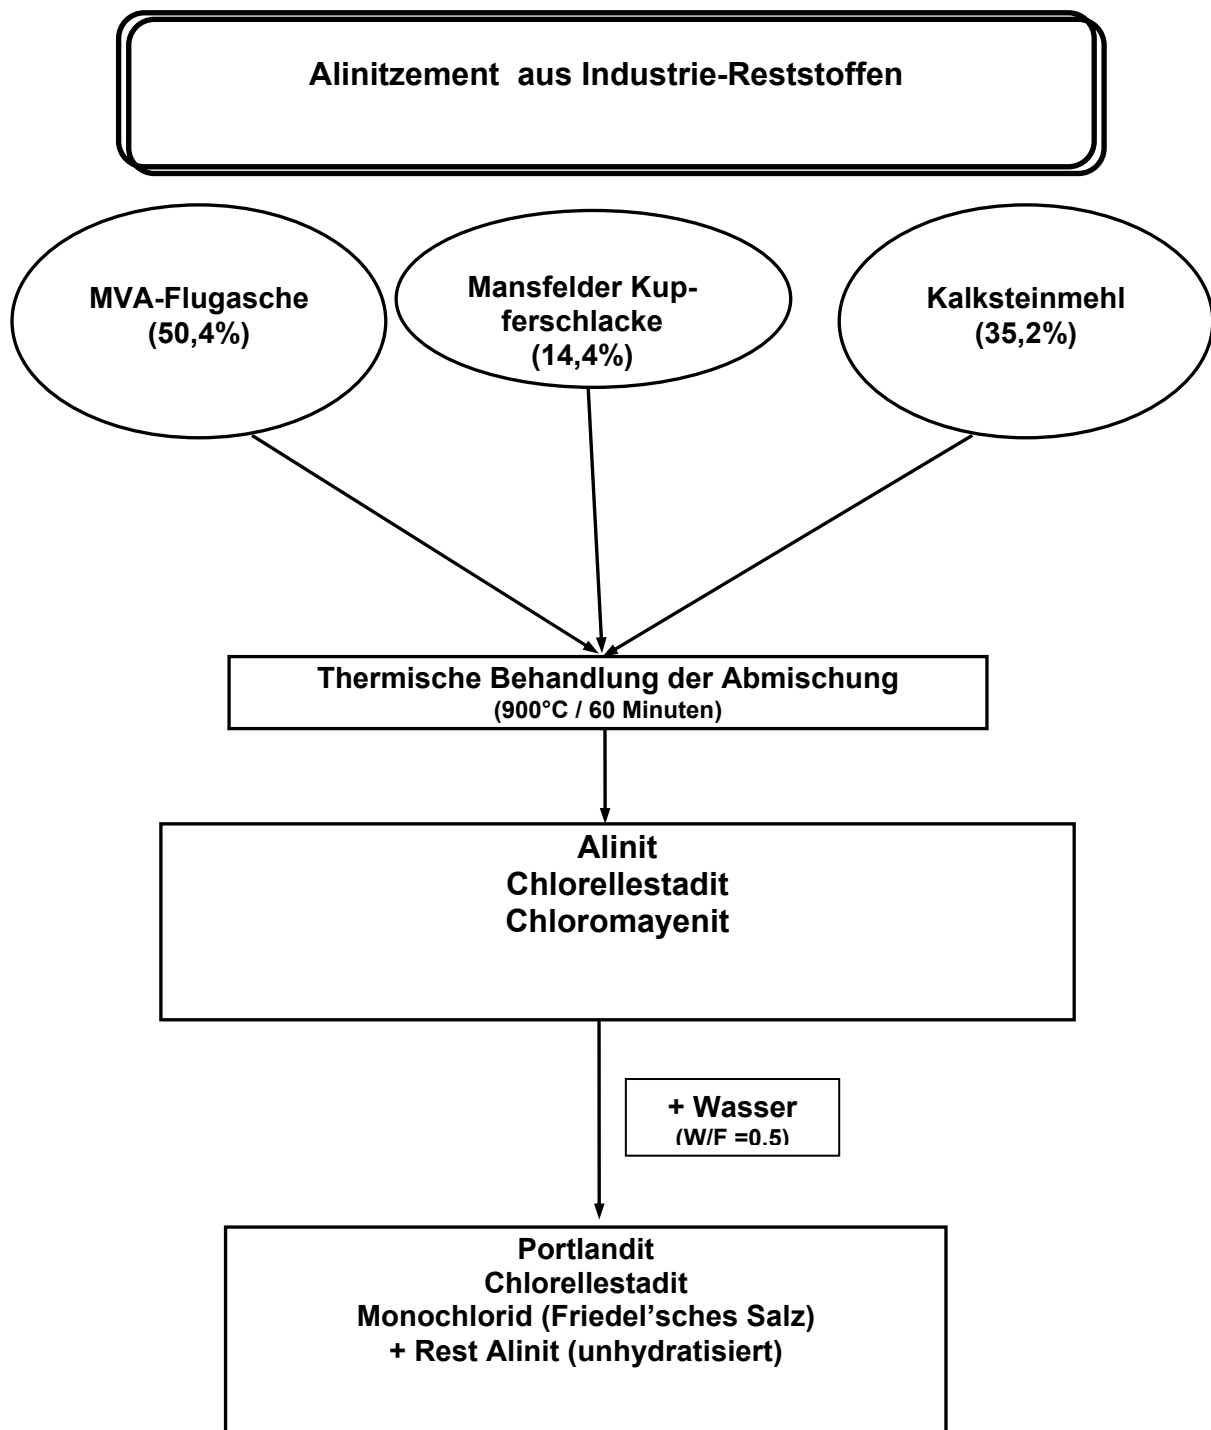 Alinitzement aus Industrie-Reststoffen
MVA-Flugasche
(50,4%)
Mansfelder Kup-
ferschlacke
(14,4%)
Kalksteinmehl
(35,2%)
Thermische Behandlung der Abmischung
(900°C / 60 Minuten)
Alinit
Chlorellestadit
Chloromayenit
+ Wasser
(W/F =0.5)
Portlandit
Chlorellestadit
Monochlorid (Friedel’sches Salz)
+ Rest Alinit (unhydratisiert)